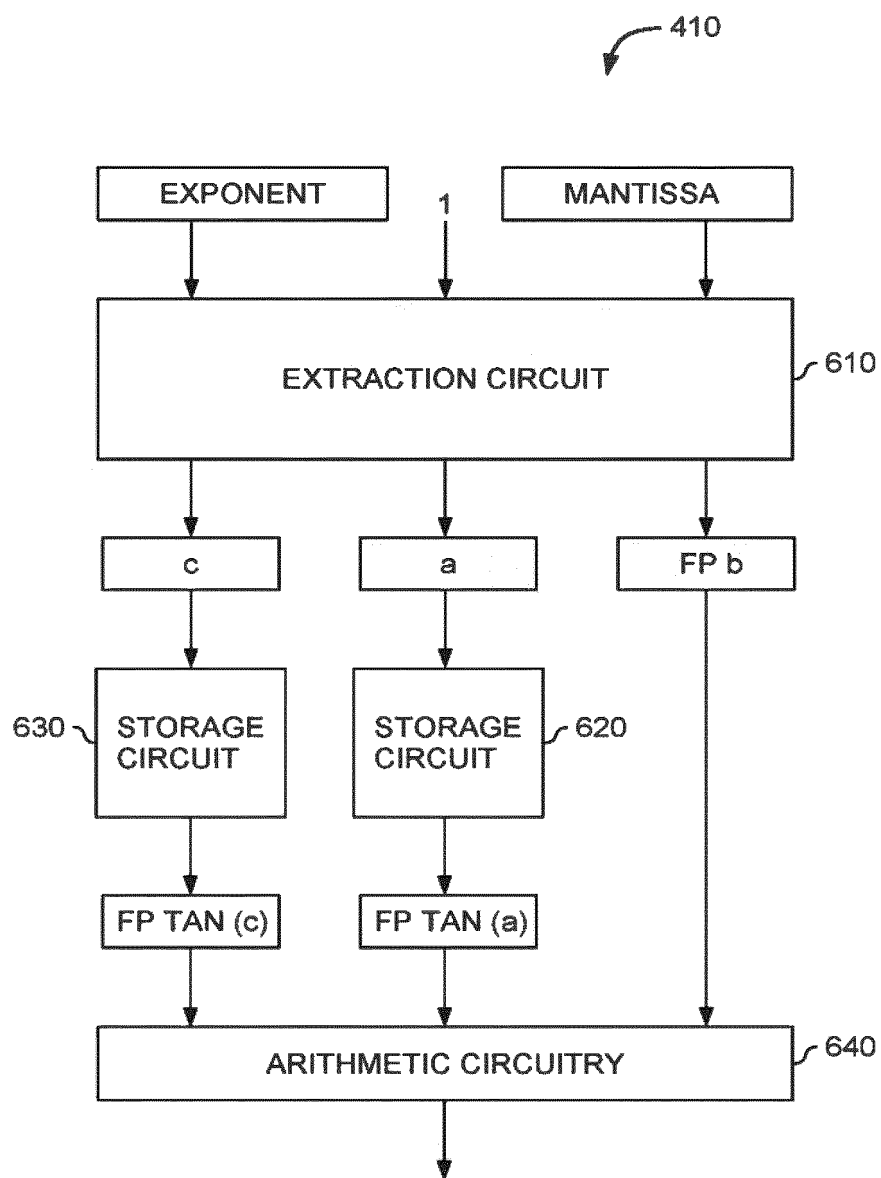 410
EXPONENT
1
MANTISSA
EXTRACTION CIRCUIT
610
c
a
FP b
630
STORAGE
CIRCUIT
STORAGE
CIRCUIT
620
FP TAN (c)
FP TAN (a)
ARITHMETIC CIRCUITRY
640